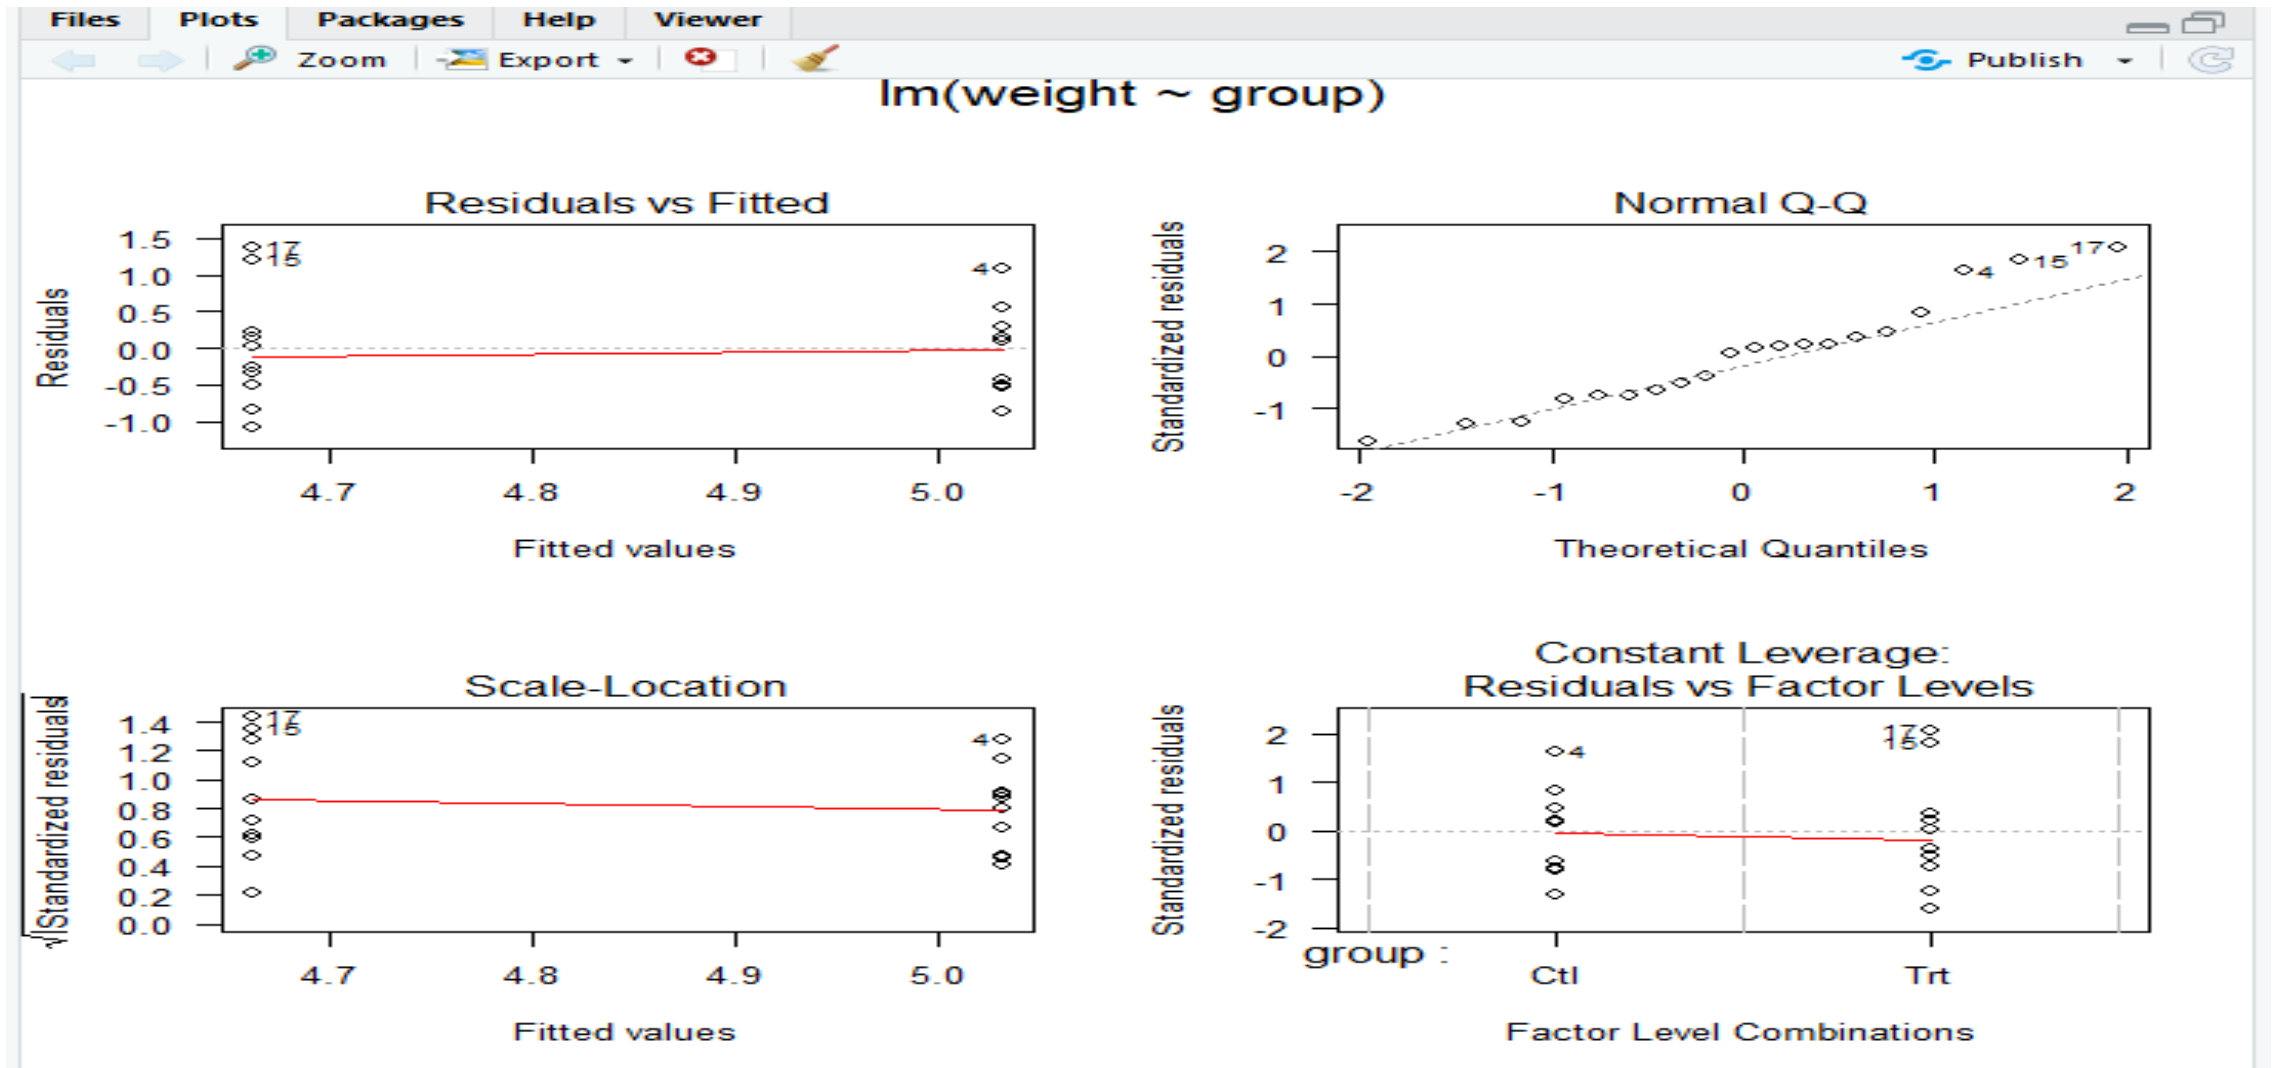 Files Plots Packages Help Viewer
Zoom Export Publish
lm(weight ~ group)
Residuals vs Fitted
Residuals
1.5
1.0
0.5
0.0
-0.5
-1.0
17
15
4
4.7 4.8 4.9 5.0
Fitted values
Normal Q-Q
Standardized residuals
2
1
0
-1
4 15 17
-2 -1 0 1 2
Theoretical Quantiles
Scale-Location
√|Standardized residuals|
1.4
1.2
1.0
0.8
0.6
0.4
0.2
0.0
17
15
4
4.7 4.8 4.9 5.0
Fitted values
Constant Leverage:
Residuals vs Factor Levels
Standardized residuals
2
1
0
-1
-2
4
17
15
group :
Ctl Trt
Factor Level Combinations